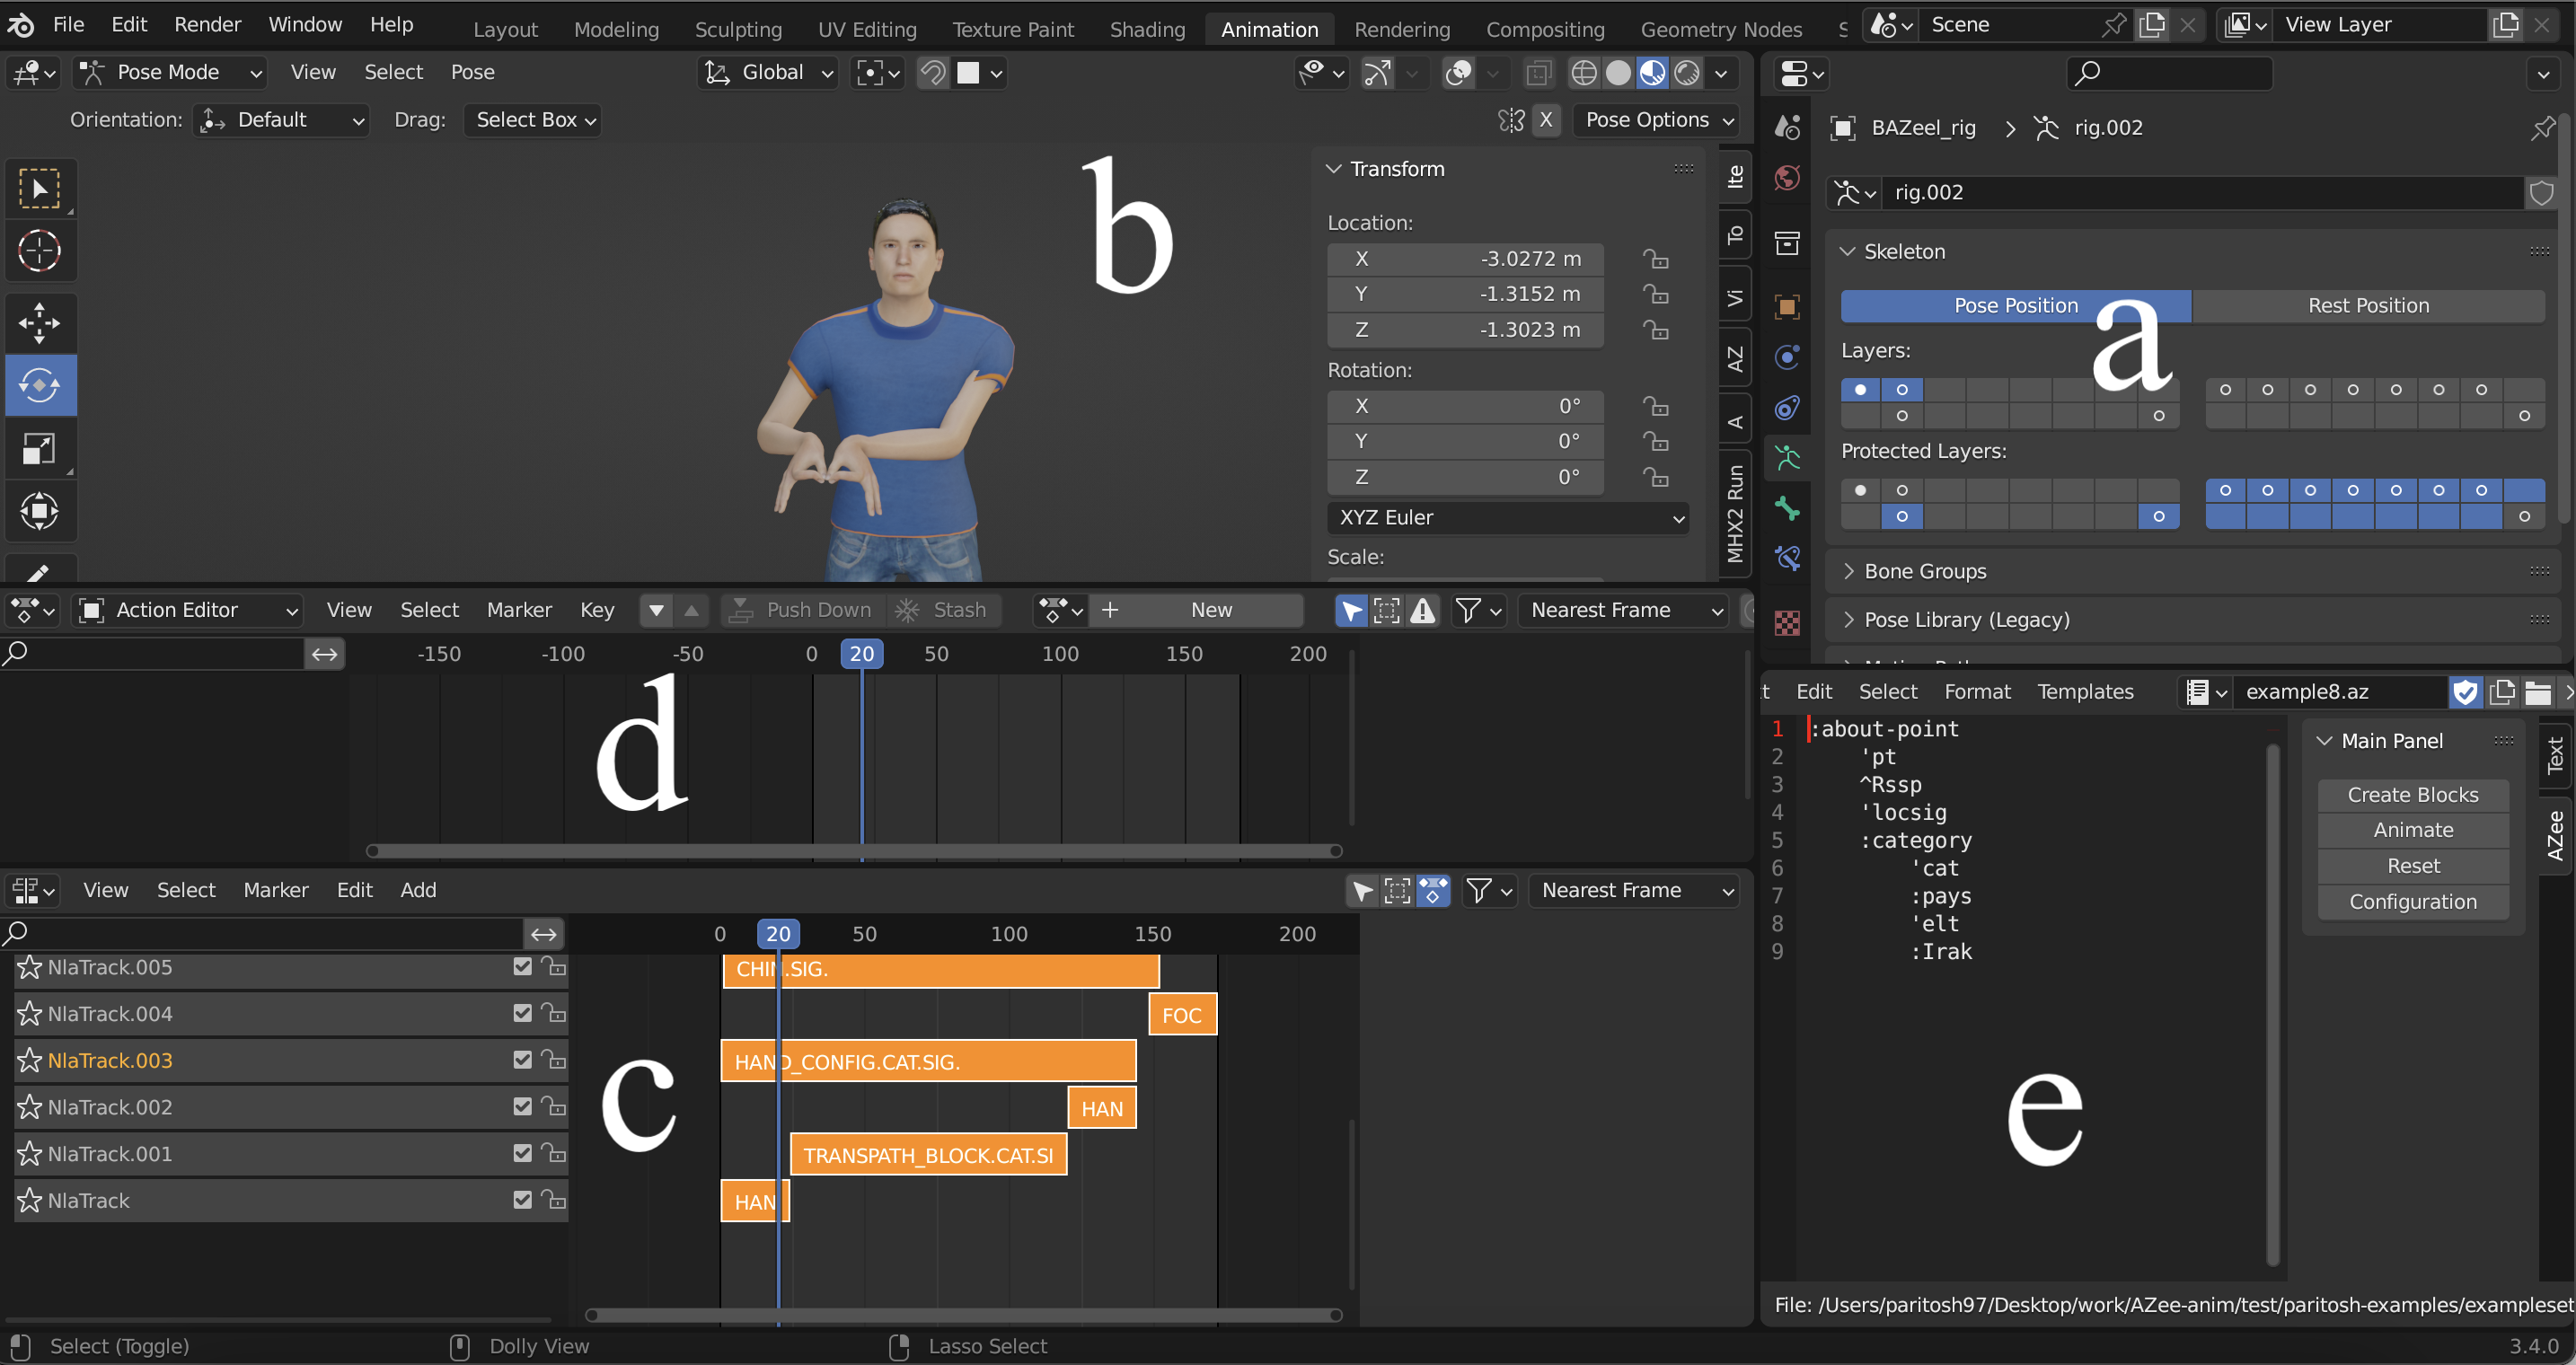 File Edit Render Window Help Layout Modeling Sculpting UV Editing Texture Paint Shading Animation Rendering Compositing Geometry Nodes Scene View Layer
Pose Mode View Select Pose Global
Orientation: Default Drag: Select Box X Pose Options
b
Transform
Location:
X -3.0272 m
Y -1.3152 m
Z -1.3023 m
Rotation:
X 0°
Y 0°
Z 0°
XYZ Euler
Scale:
Ite
To
Vi
AZ
A
MHX2 Run
BAZeel_rig > rig.002
rig.002
Skeleton
Pose Position Rest Position
a
Layers:
Protected Layers:
Bone Groups
Pose Library (Legacy)
Action Editor View Select Marker Key Push Down Stash + New Nearest Frame
-150 -100 -50 0 20 50 100 150 200
d
View Select Marker Edit Add Nearest Frame
0 20 50 100 150 200
NlaTrack.005 CHIN.SIG.
NlaTrack.004 FOC
NlaTrack.003 HAND_CONFIG.CAT.SIG.
NlaTrack.002 HAN
NlaTrack.001 TRANSPATH_BLOCK.CAT.SI
NlaTrack HAN
c
Edit Select Format Templates example8.az
1 :about-point
2 'pt
3 ^Rssp
4 'locsig
5 :category
6 'cat
7 :pays
8 'elt
9 :Irak
Main Panel
Create Blocks
Animate
Reset
Configuration
Text
AZee
e
File: /Users/paritosh97/Desktop/work/AZee-anim/test/paritosh-examples/exampleset
Select (Toggle) Dolly View Lasso Select 3.4.0